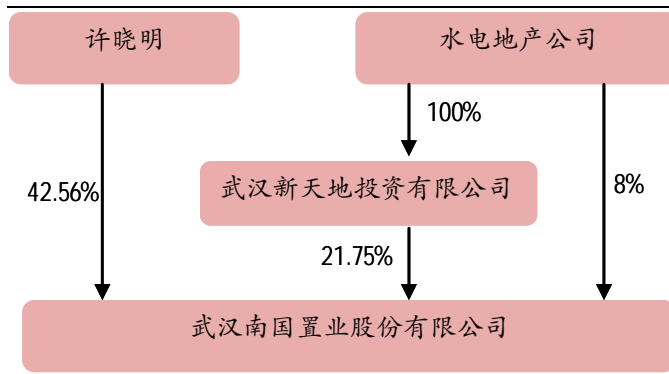 许晓明
水电地产公司
100%
武汉新天地投资有限公司
42.56%
8%
21.75%
武汉南国置业股份有限公司